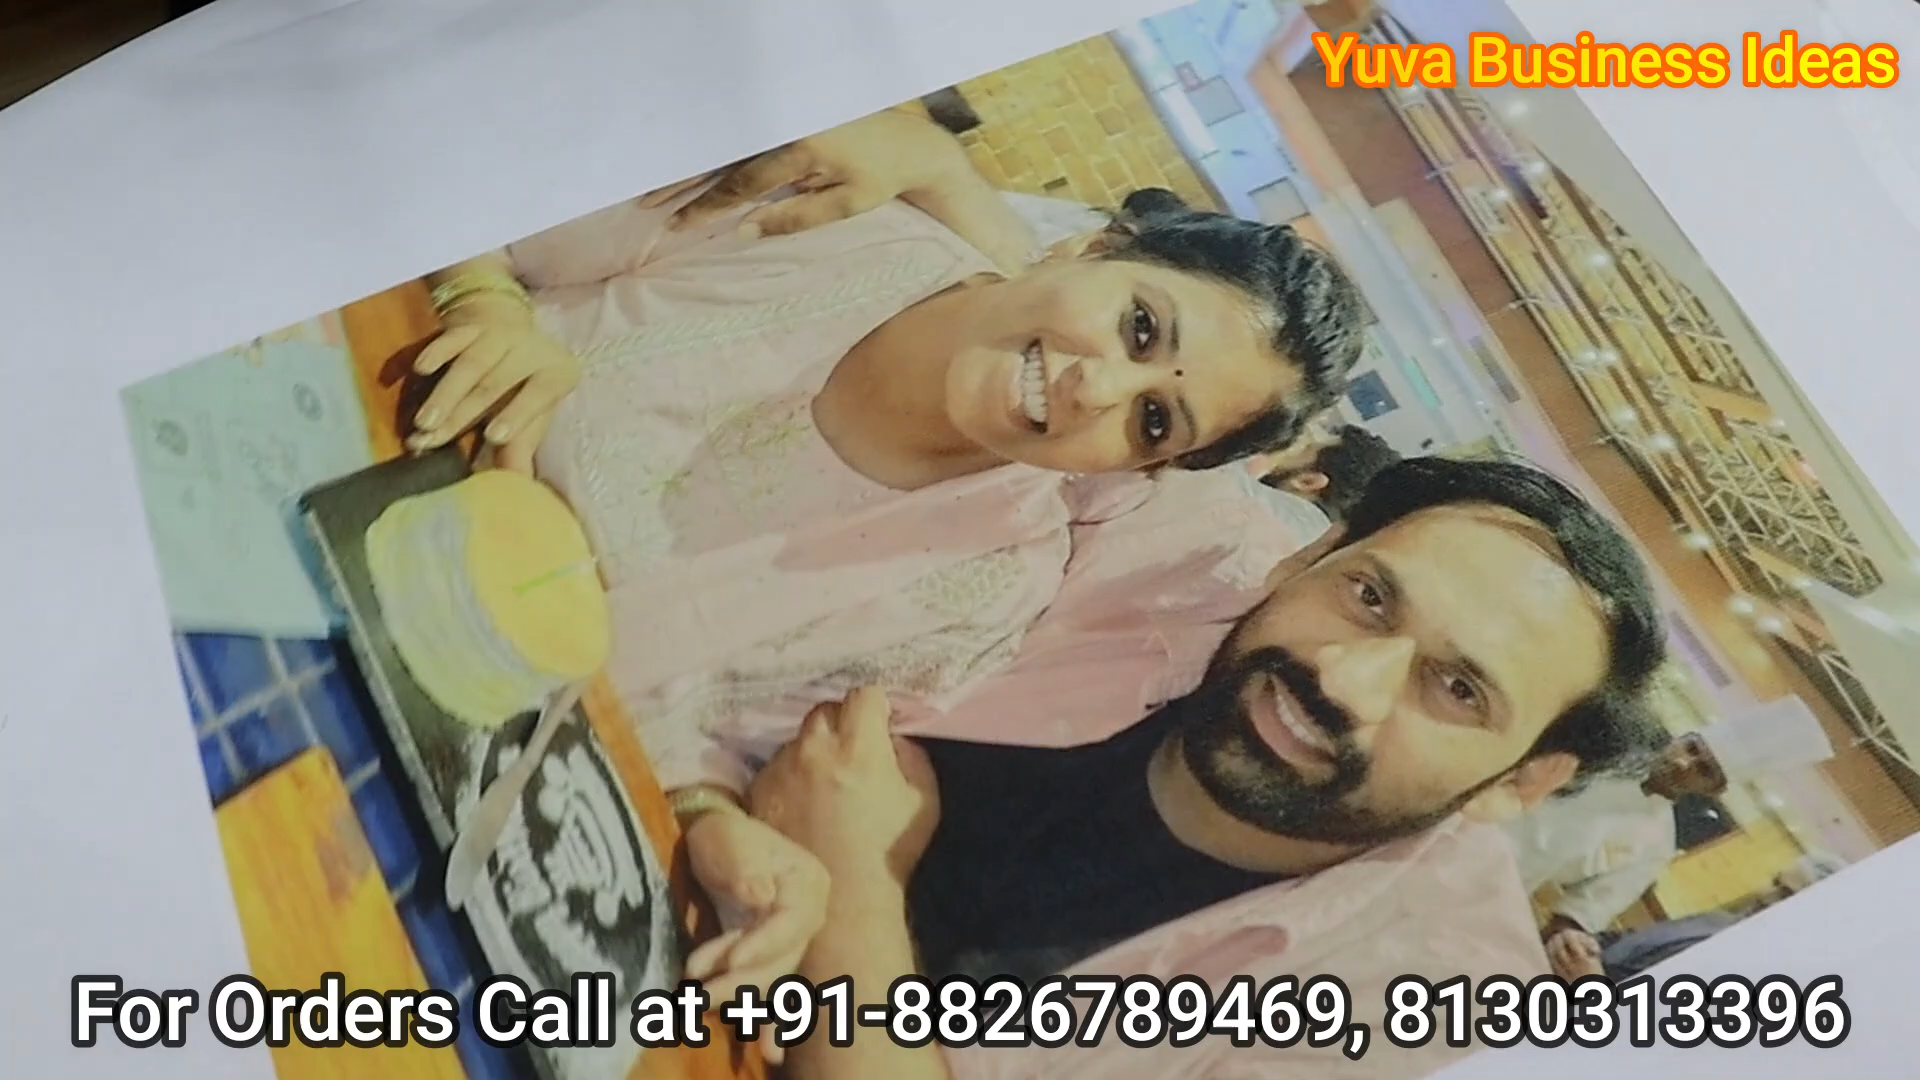 Yuva Business Ideas
For Orders Call at +91-8826789469, 8130313396